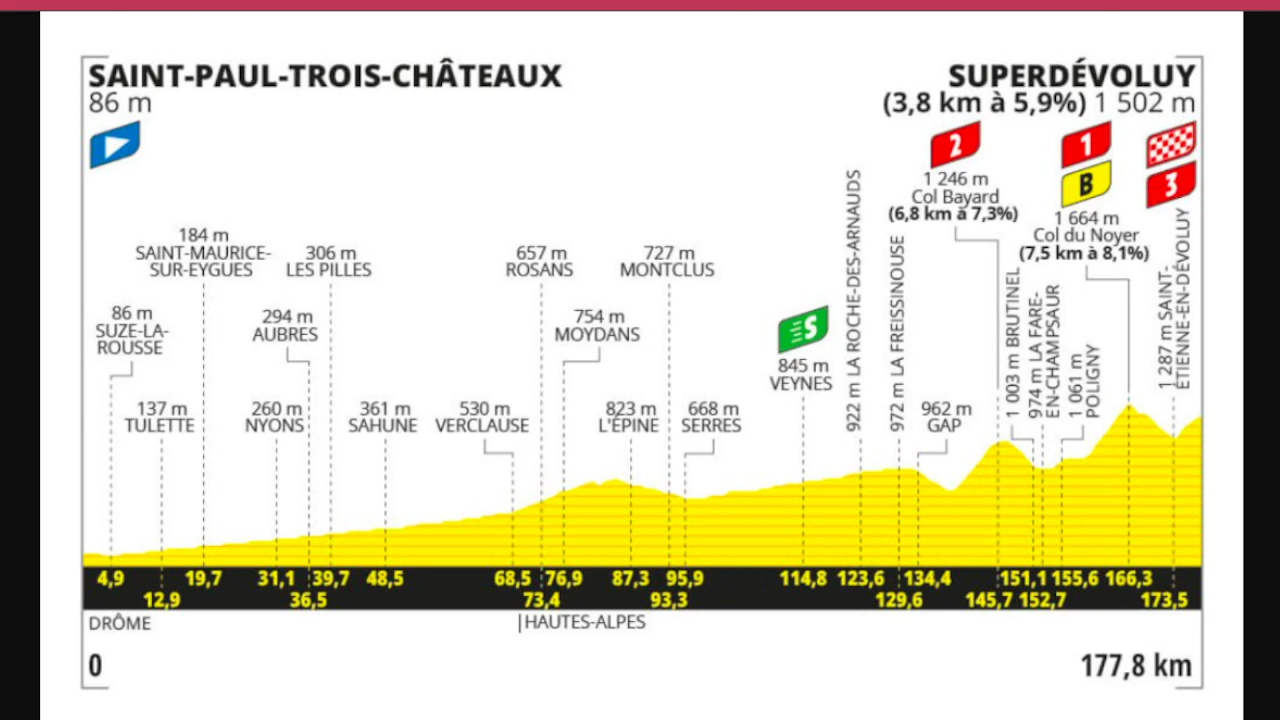 SAINT-PAUL-TROIS-CHÂTEAUX
86 m
SUPERDÉVOLUY
(3,8 km à 5,9%) 1 502 m
2
1 246 m
Col Bayard
(6,8 km à 7,3%)
1
B
1 664 m
Col du Noyer
(7,5 km à 8,1%)
3
86 m
SUZE-LA-
ROUSSE
137 m
TULETTE
184 m
SAINT-MAURICE-
SUR-EYGUES
260 m
NYONS
294 m
AUBRES
306 m
LES PILLES
361 m
SAHUNE
530 m
VERCLAUSE
657 m
ROSANS
754 m
MOYDANS
823 m
L'ÉPINE
727 m
MONTCLUS
668 m
SERRES
S
845 m
VEYNES
922 m LA ROCHE-DES-ARNAUDS
972 m LA FREISSINOUSE
962 m
GAP
1 003 m BRUTINEL
974 m LA FARE-
EN-CHAMPSAUR
1 061 m
POLIGNY
1 287 m SAINT-
ÉTIENNE-EN-DÉVOLUY
4,9 19,7 31,1 39,7 48,5 68,5 76,9 87,3 95,9 114,8 123,6 134,4 151,1 155,6 166,3
12,9 36,5 73,4 93,3 129,6 145,7 152,7 173,5
DRÔME
HAUTES-ALPES
0
177,8 km